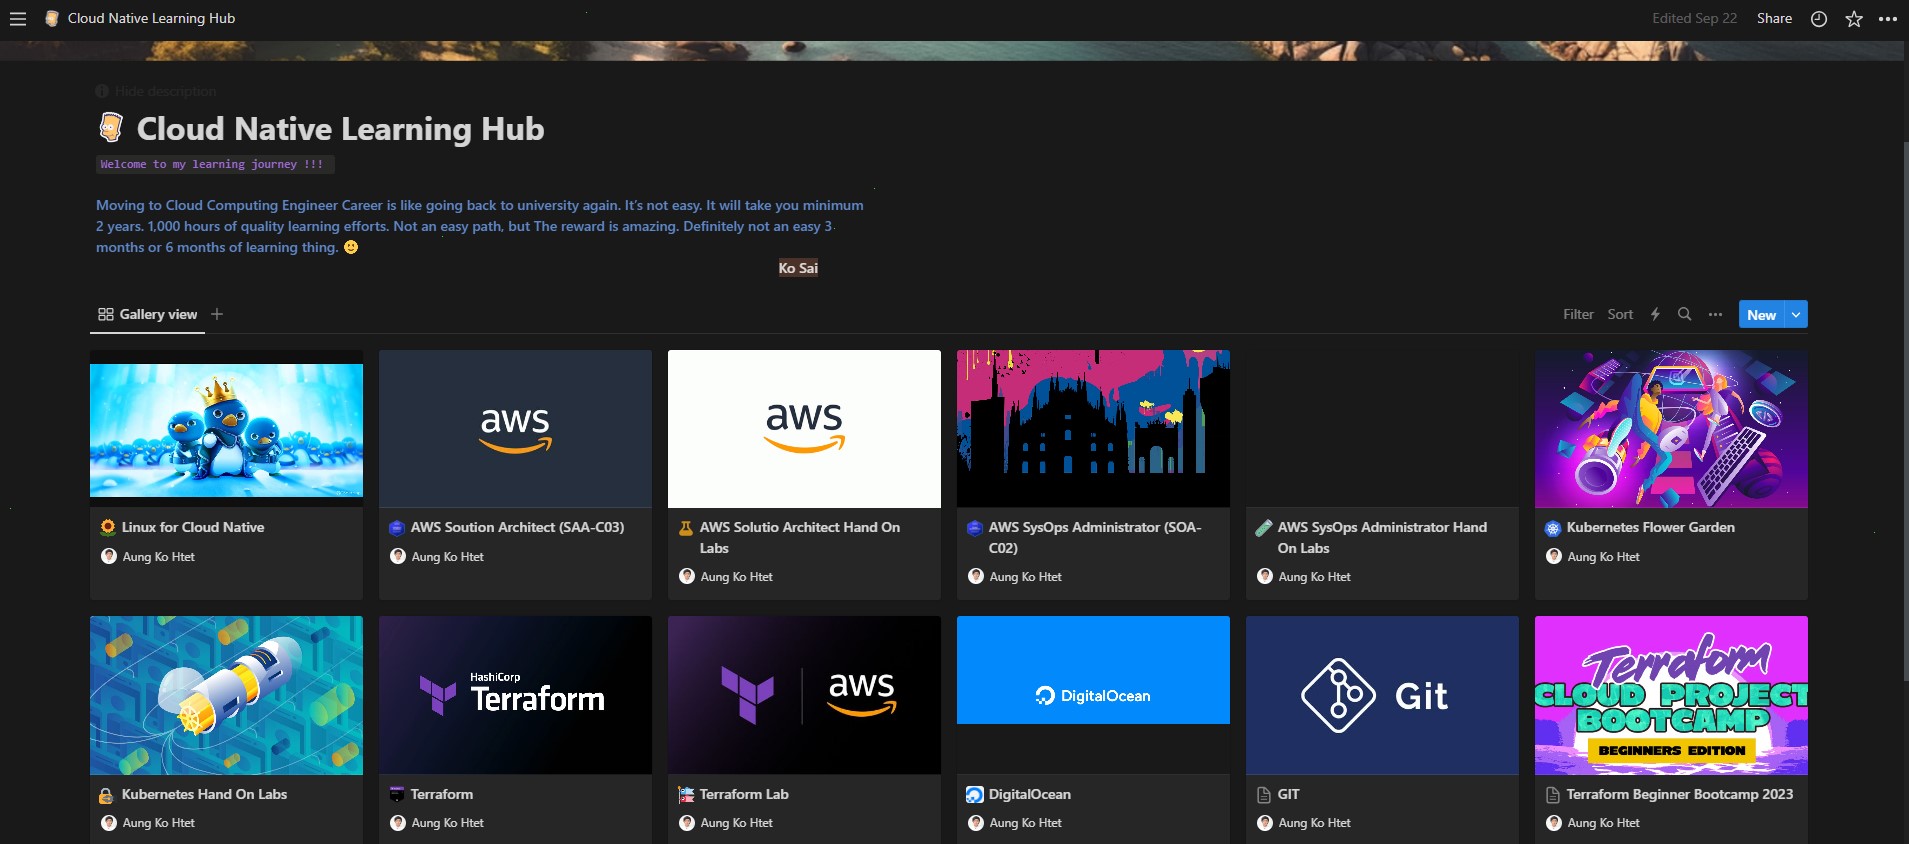 Cloud Native Learning Hub
Edited Sep 22
Share
Hide description
Cloud Native Learning Hub
Welcome to my learning journey !!!
Moving to Cloud Computing Engineer Career is like going back to university again. It's not easy. It will take you minimum
2 years. 1,000 hours of quality learning efforts. Not an easy path, but The reward is amazing. Definitely not an easy 3
months or 6 months of learning thing.
Ko Sai
Gallery view
Filter
Sort
New
aws
aws
Linux for Cloud Native
Aung Ko Htet
AWS Soution Architect (SAA-C03)
Aung Ko Htet
AWS Solutio Architect Hand On
Labs
Aung Ko Htet
AWS SysOps Administrator (SOA-
C02)
Aung Ko Htet
AWS SysOps Administrator Hand
On Labs
Aung Ko Htet
Kubernetes Flower Garden
Aung Ko Htet
HashiCorp
Terraform
aws
DigitalOcean
Git
Terraform
CLOUD PROJECT
BOOTCAMP
BEGINNERS EDITION
Kubernetes Hand On Labs
Aung Ko Htet
Terraform
Aung Ko Htet
Terraform Lab
Aung Ko Htet
DigitalOcean
Aung Ko Htet
GIT
Aung Ko Htet
Terraform Beginner Bootcamp 2023
Aung Ko Htet